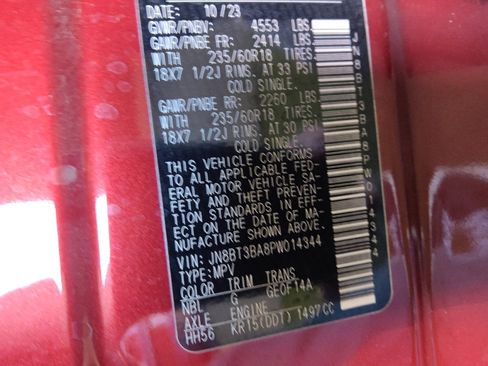 DATE: 10/23
GVWR/PNBV: 4553 LBS
GAWR/PNBE FR: 2414 LBS
WITH 235/60R18 TIRES.
18X7 1/2J RIMS. AT 33 PSI
COLD SINGLE.
GAWR/PNBE RR: 2260 LBS.
WITH 235/60R18 TIRES.
18X7 1/2J RIMS. AT 30 PSI
COLD SINGLE.
THIS VEHICLE CONFORMS
TO ALL APPLICABLE FED-
ERAL MOTOR VEHICLE SA-
FETY AND THEFT PREVEN-
TION STANDARDS IN EFF-
ECT ON THE DATE OF MA-
NUFACTURE SHOWN ABOVE.
VIN: JN8BT3BA8PW014344
TYPE: MPV
COLOR TRIM TRANS
NBL G GE0F14A
AXLE ENGINE
HH56 KR15(DDT) 1497CC
JN8BT3BA8PW014344